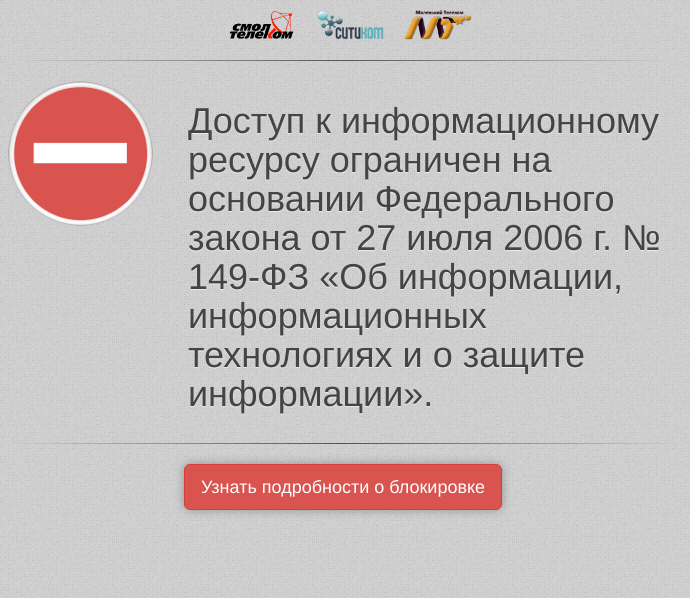 Маленький Телеком
СМОЛ
ТЕЛЕКОМ
СИТИКОМ
МТ
Доступ к информационному
ресурсу ограничен на
основании Федерального
закона от 27 июля 2006 г. №
149-ФЗ «Об информации,
информационных
технологиях и о защите
информации».
Узнать подробности о блокировке